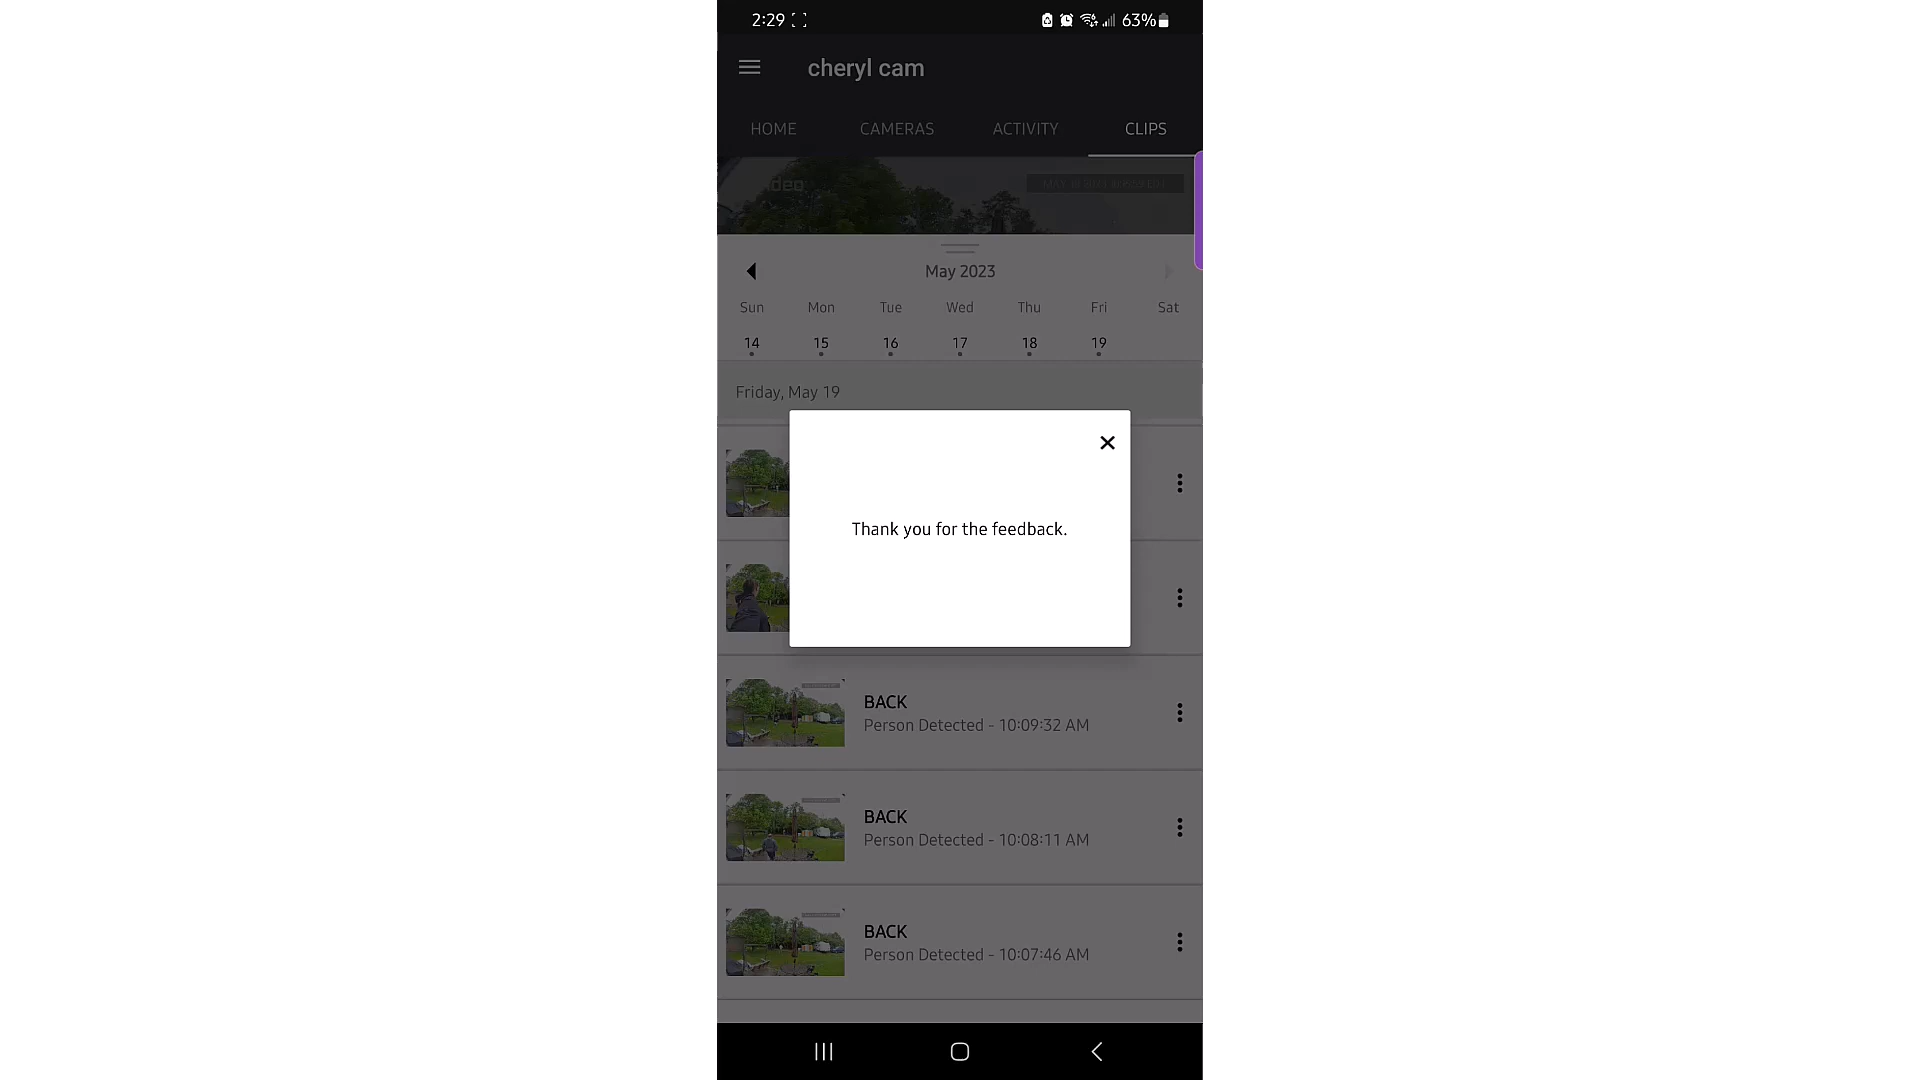 2:29
63%
cheryl cam
HOME CAMERAS ACTIVITY CLIPS
May 2023
Sun Mon Tue Wed Thu Fri Sat
14 15 16 17 18 19
Friday, May 19
Thank you for the feedback.
BACK
Person Detected - 10:09:32 AM
BACK
Person Detected - 10:08:11 AM
BACK
Person Detected - 10:07:46 AM